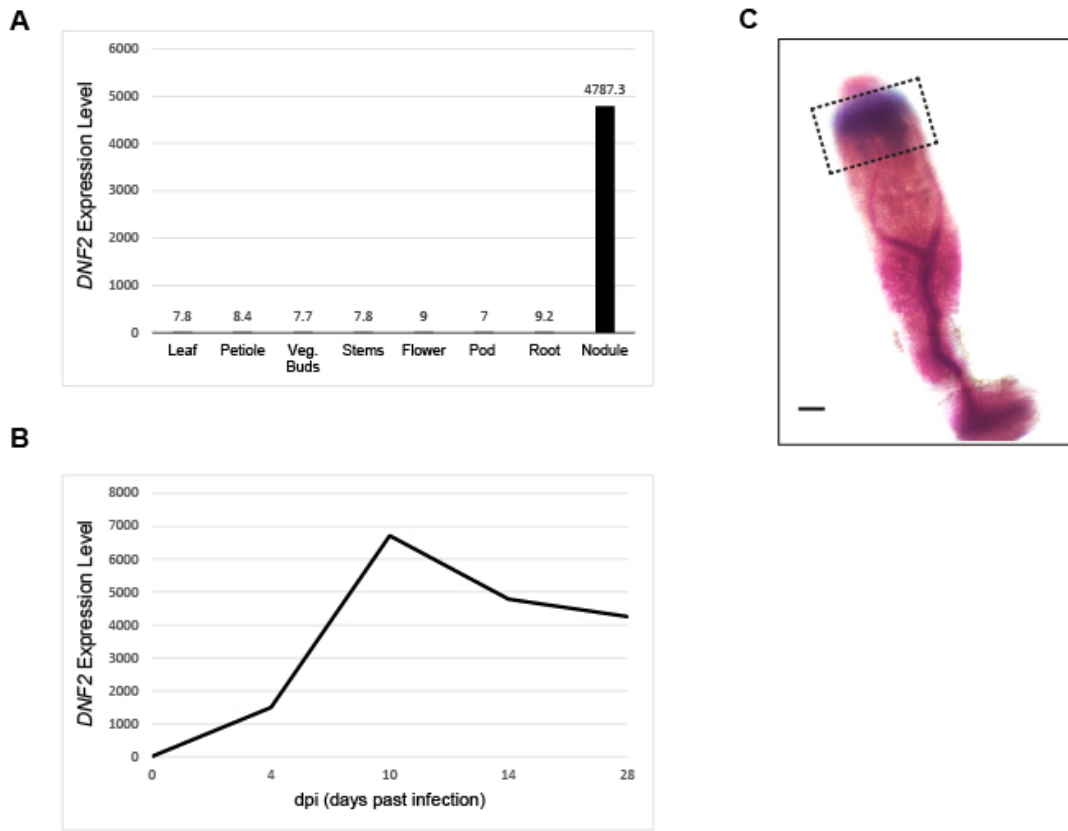 A
6000
5000
4000
3000
2000
1000
0
DNF2 Expression Level
7.8 8.4 7.7 7.8 9 7 9.2 4787.3
Leaf Petiole Veg. Stems Flower Pod Root Nodule
Buds
B
8000
7000
6000
5000
4000
3000
2000
1000
0
DNF2 Expression Level
0 4 10 14 28
dpi (days past infection)
C